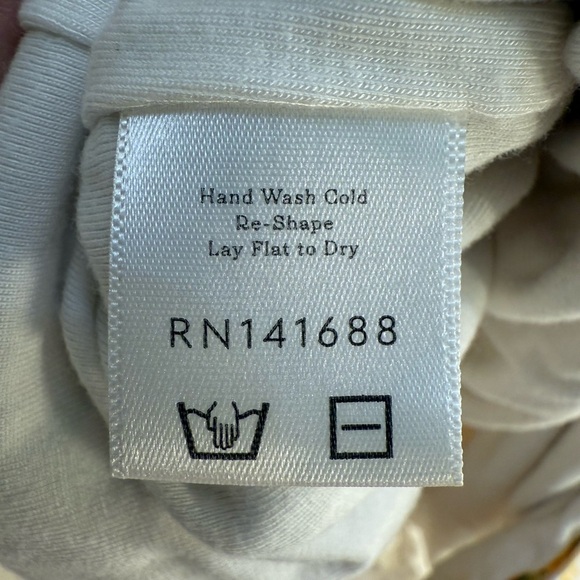 Hand Wash Cold
Re-Shape
Lay Flat to Dry
RN141688